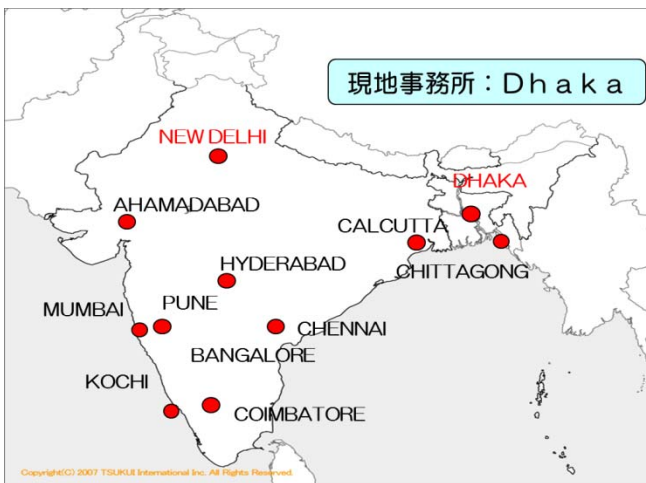 現地事務所：Ｄｈａｋａ
NEW DELHI
DHAKA
AHAMADABAD
CALCUTTA
CHITTAGONG
HYDERABAD
MUMBAI
PUNE
CHENNAI
BANGALORE
KOCHI
COIMBATORE
Copyright(C) 2007 TSUKUI International Inc. All Rights Reserved.